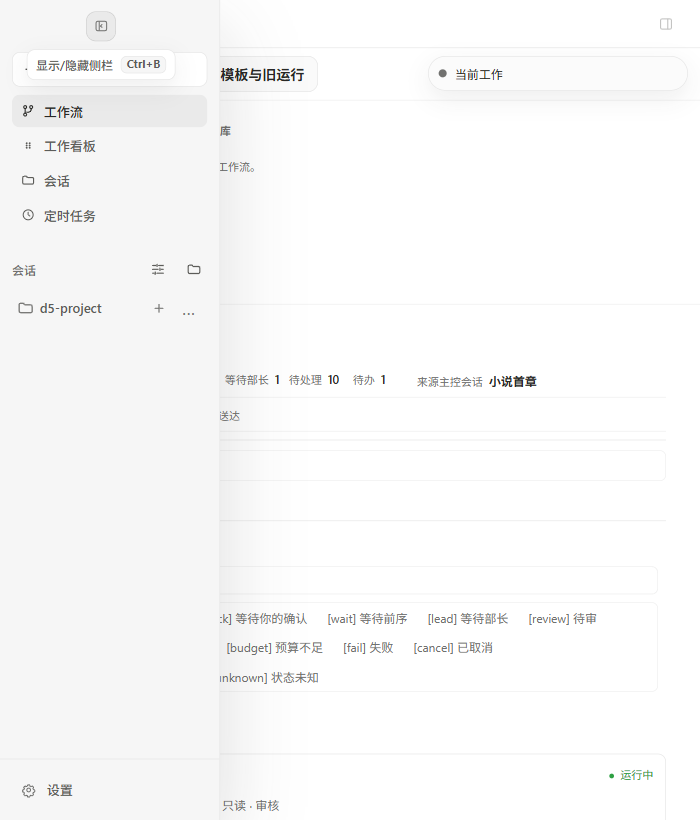 显示/隐藏侧栏 Ctrl+B
模板与旧运行
当前工作
工作流
库
工作看板
工作流。
会话
定时任务
会话
d5-project
等待部长 1 待处理 10 待办 1 来源主控会话 小说首章
送达
ck] 等待你的确认 [wait] 等待前序 [lead] 等待部长 [review] 待审
[budget] 预算不足 [fail] 失败 [cancel] 已取消
unknown] 状态未知
运行中
设置
只读 · 审核